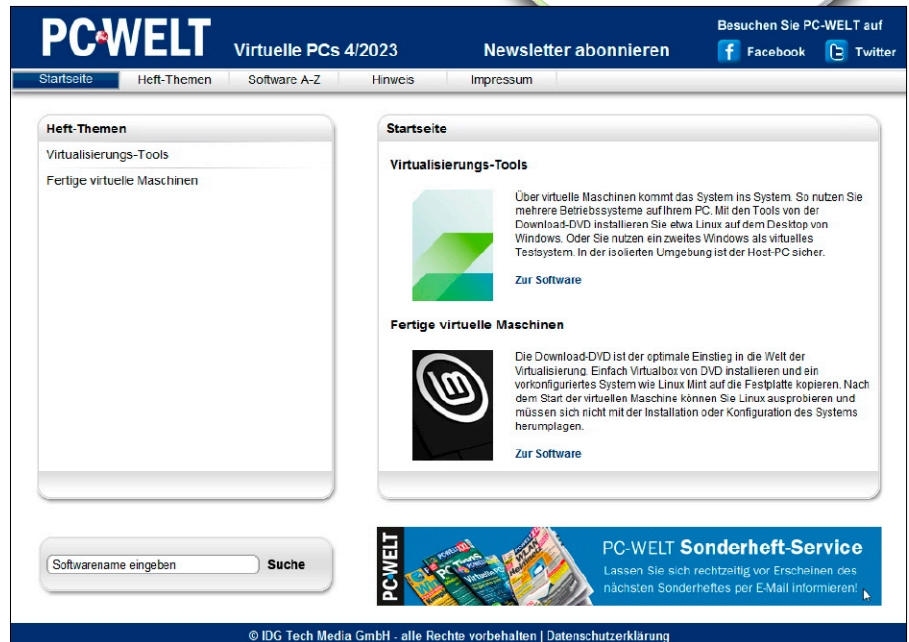 PC WELT
Virtuelle PCs 4/2023
Newsletter abonnieren
Besuchen Sie PC-WELT auf
Facebook
Twitter
Startseite
Heft-Themen
Software A-Z
Hinweis
Impressum
Heft-Themen
Virtualisierungs-Tools
Fertige virtuelle Maschinen
Startseite
Virtualisierungs-Tools
Über virtuelle Maschinen kommt das System ins System. So nutzen Sie
mehrere Betriebssysteme auf Ihrem PC. Mit den Tools von der
Download-DVD installieren Sie etwa Linux auf dem Desktop von
Windows. Oder Sie nutzen ein zweites Windows als virtuelles
Testsystem. In der isolierten Umgebung ist der Host-PC sicher.
Zur Software
Fertige virtuelle Maschinen
Die Download-DVD ist der optimale Einstieg in die Welt der
Virtualisierung. Einfach Virtualbox von DVD installieren und ein
vorkonfiguriertes System wie Linux Mint auf die Festplatte kopieren. Nach
dem Start der virtuellen Maschine können Sie Linux ausprobieren und
müssen sich nicht mit der Installation oder Konfiguration des Systems
herumplagen.
Zur Software
Softwarename eingeben
Suche
PC WELT
PC-WELT Sonderheft-Service
Lassen Sie sich rechtzeitig vor Erscheinen des
nächsten Sonderheftes per E-Mail informieren!
© IDG Tech Media GmbH - alle Rechte vorbehalten | Datenschutzerklärung